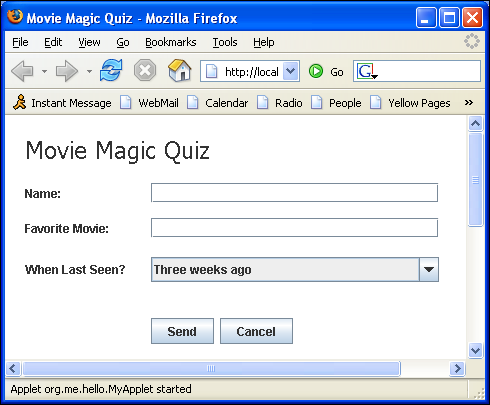 Movie Magic Quiz - Mozilla Firefox
File Edit View Go Bookmarks Tools Help
http://local Go G
Instant Message WebMail Calendar Radio People Yellow Pages »
Movie Magic Quiz
Name:
Favorite Movie:
When Last Seen? Three weeks ago
Send Cancel
Applet org.me.hello.MyApplet started